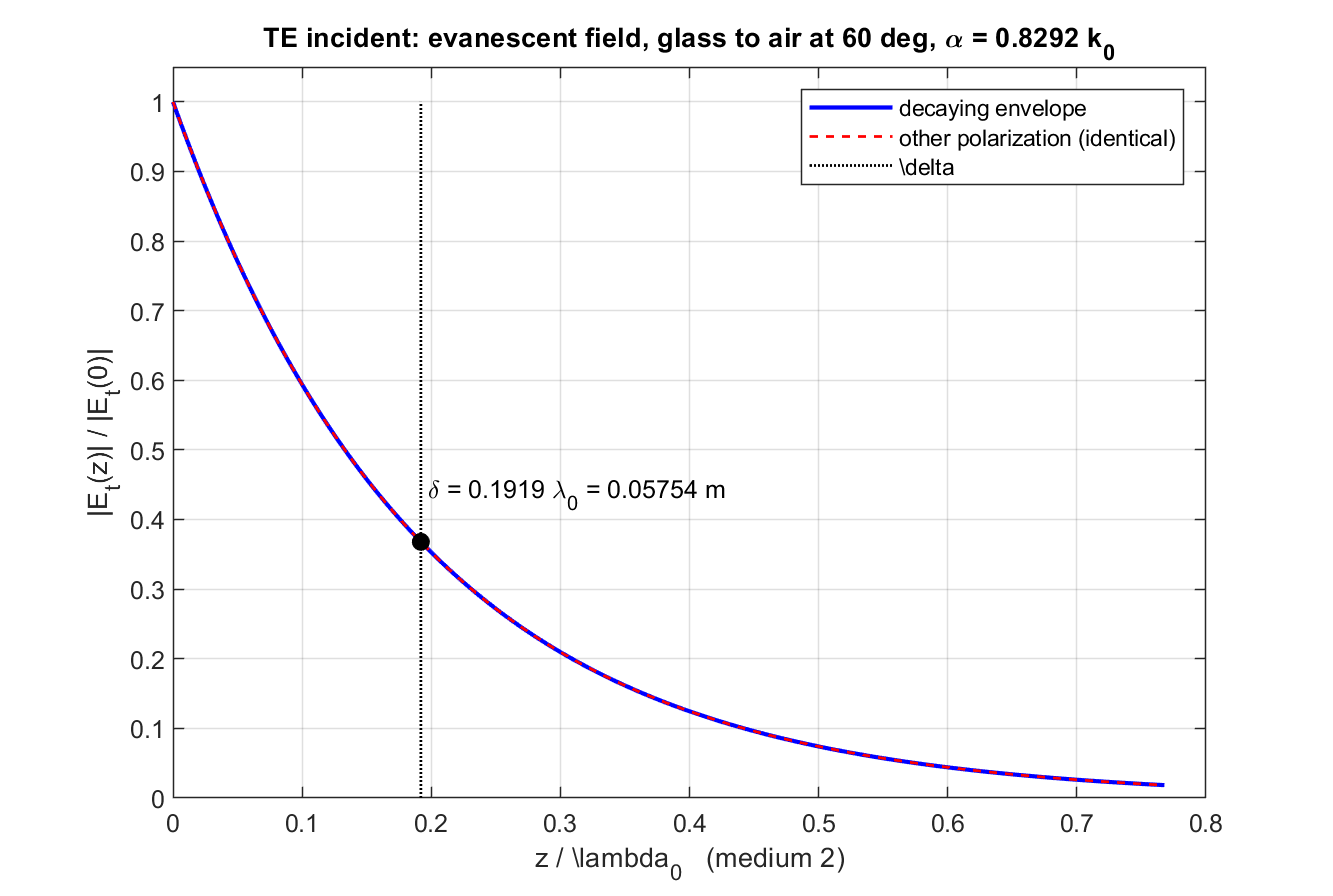 TE incident: evanescent field, glass to air at 60 deg, α = 0.8292 k₀
decaying envelope
other polarization (identical)
\delta
|Eₜ(z)| / |Eₜ(0)|
1
0.9
0.8
0.7
0.6
0.5
0.4
0.3
0.2
0.1
0
δ = 0.1919 λ₀ = 0.05754 m
0 0.1 0.2 0.3 0.4 0.5 0.6 0.7 0.8
z / \lambda₀ (medium 2)